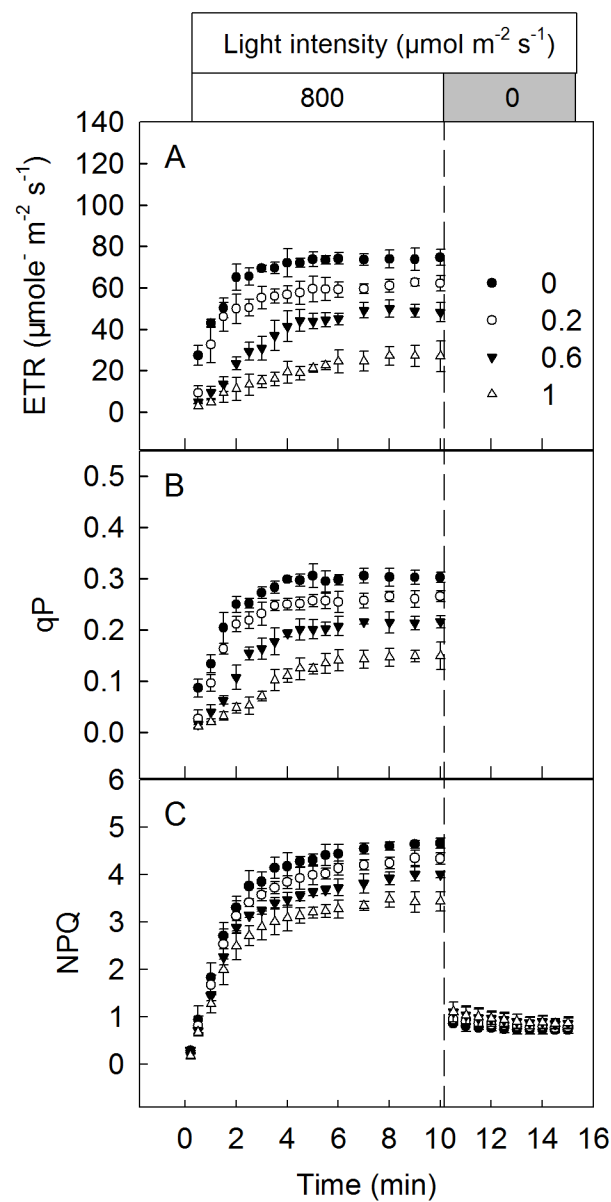 Light intensity (µmol m-2 s-1)
800 0
A
ETR (µmole- m-2 s-1)
140
120
100
80
60
40
20
0
0
0.2
0.6
1
B
qP
0.5
0.4
0.3
0.2
0.1
0.0
C
NPQ
6
5
4
3
2
1
0
0 2 4 6 8 10 12 14 16
Time (min)